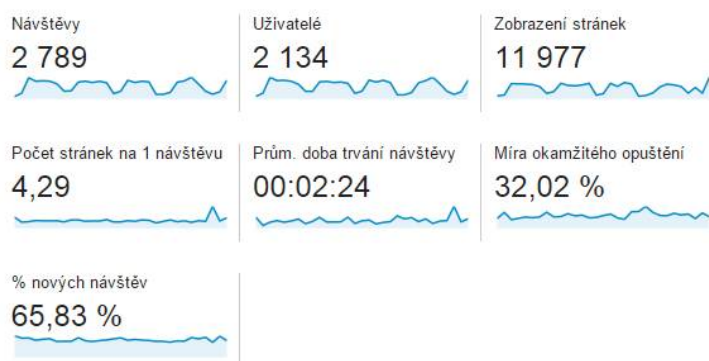 Návštěvy
2 789
Uživatelé
2 134
Zobrazení stránek
11 977
Počet stránek na 1 návštěvu
4,29
Prům. doba trvání návštěvy
00:02:24
Míra okamžitého opuštění
32,02 %
% nových návštěv
65,83 %